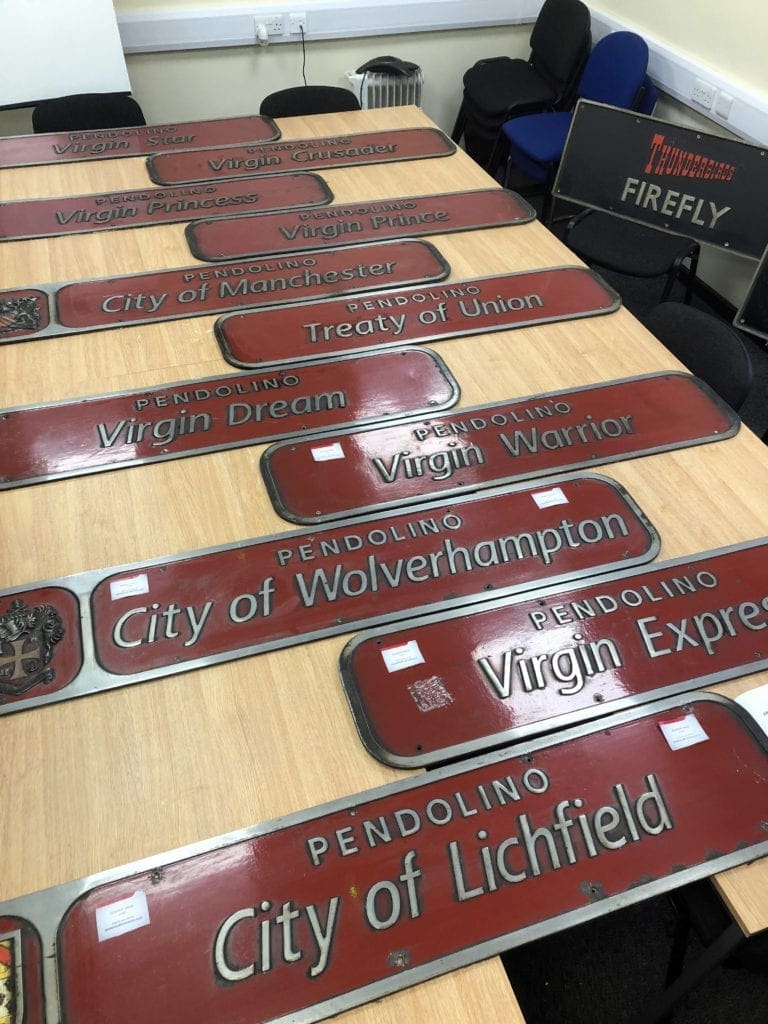 PENDOLINO
Virgin Star
PENDOLINO
Virgin Crusader
PENDOLINO
Virgin Princess
PENDOLINO
Virgin Prince
PENDOLINO
City of Manchester
PENDOLINO
Treaty of Union
PENDOLINO
Virgin Dream
PENDOLINO
Virgin Warrior
PENDOLINO
City of Wolverhampton
PENDOLINO
Virgin Expres
PENDOLINO
City of Lichfield
THUNDERBIRDS
FIREFLY